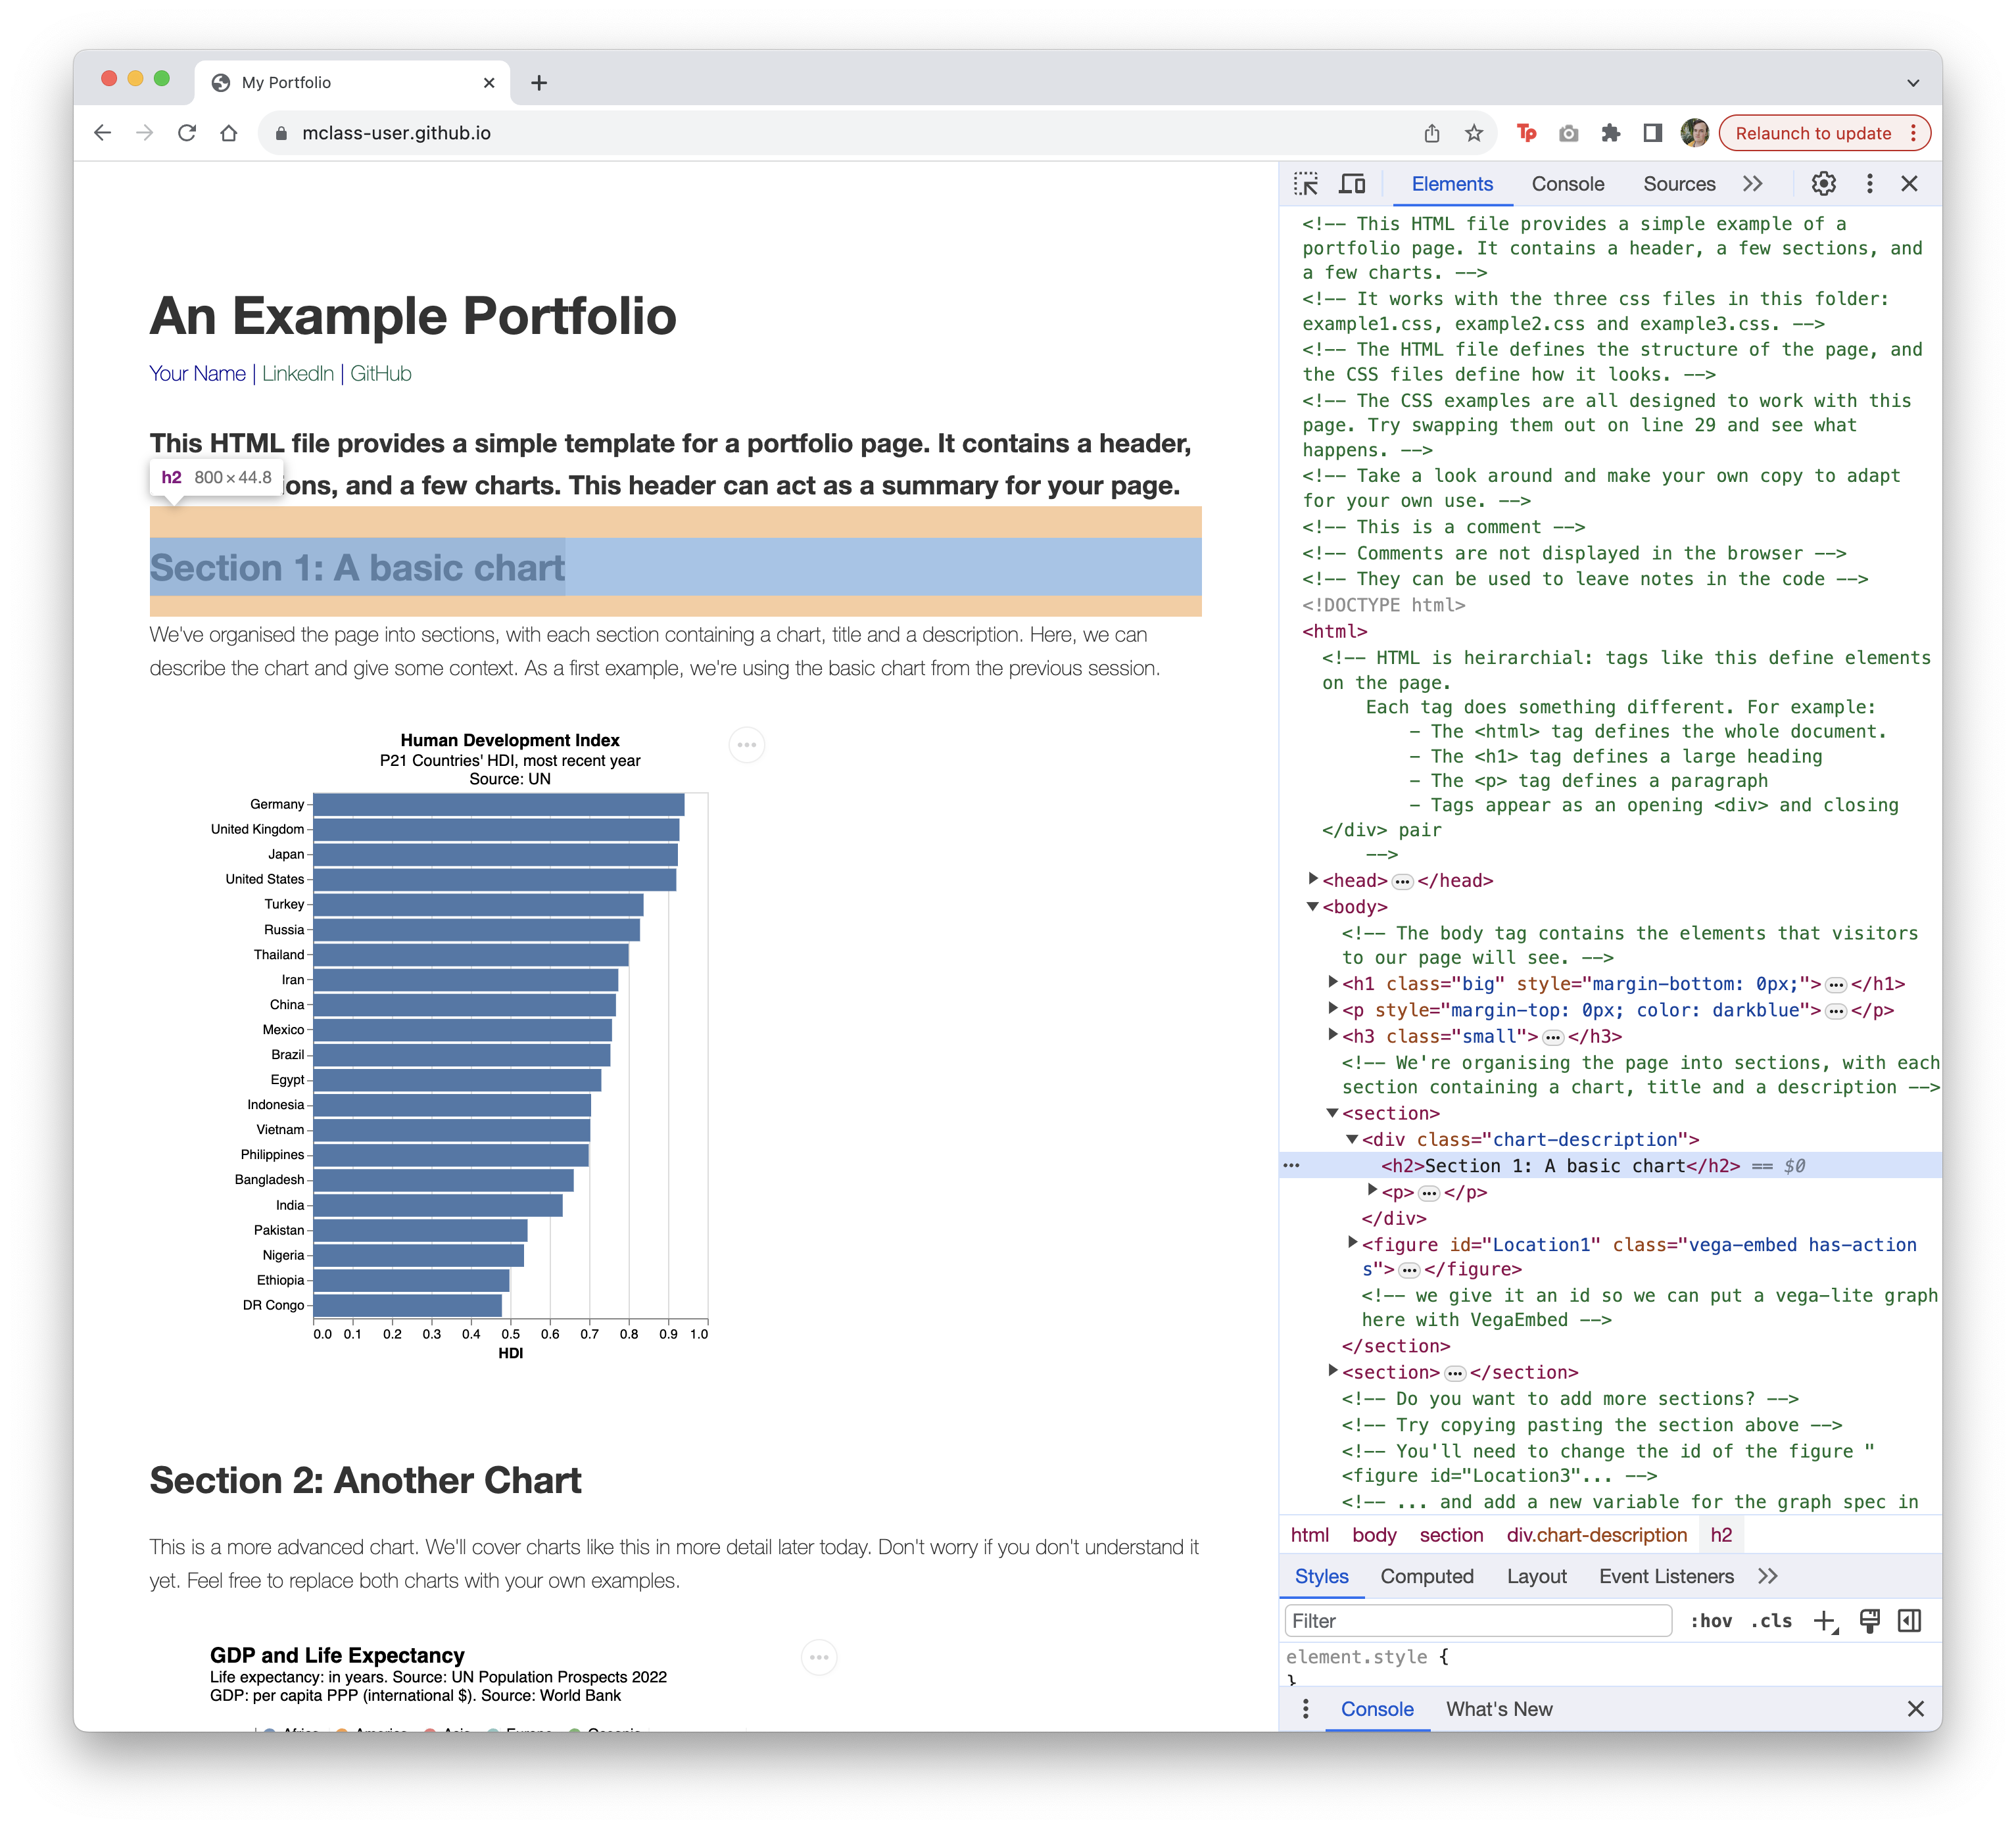 My Portfolio
mclass-user.github.io
Relaunch to update
An Example Portfolio
Your Name | LinkedIn | GitHub
This HTML file provides a simple template for a portfolio page. It contains a header,
h2 800 × 44.8
ons, and a few charts. This header can act as a summary for your page.
Section 1: A basic chart
We've organised the page into sections, with each section containing a chart, title and a description. Here, we can
describe the chart and give some context. As a first example, we're using the basic chart from the previous session.
Human Development Index
P21 Countries' HDI, most recent year
Source: UN
Germany
United Kingdom
Japan
United States
Turkey
Russia
Thailand
Iran
China
Mexico
Brazil
Egypt
Indonesia
Vietnam
Philippines
Bangladesh
India
Pakistan
Nigeria
Ethiopia
DR Congo
0.0 0.1 0.2 0.3 0.4 0.5 0.6 0.7 0.8 0.9 1.0
HDI
Section 2: Another Chart
This is a more advanced chart. We'll cover charts like this in more detail later today. Don't worry if you don't understand it
yet. Feel free to replace both charts with your own examples.
GDP and Life Expectancy
Life expectancy: in years. Source: UN Population Prospects 2022
GDP: per capita PPP (international $). Source: World Bank
Elements Console Sources
<!-- This HTML file provides a simple example of a
portfolio page. It contains a header, a few sections, and
a few charts. -->
<!-- It works with the three css files in this folder:
example1.css, example2.css and example3.css. -->
<!-- The HTML file defines the structure of the page, and
the CSS files define how it looks. -->
<!-- The CSS examples are all designed to work with this
page. Try swapping them out on line 29 and see what
happens. -->
<!-- Take a look around and make your own copy to adapt
for your own use. -->
<!-- This is a comment -->
<!-- Comments are not displayed in the browser -->
<!-- They can be used to leave notes in the code -->
<!DOCTYPE html>
<html>
<!-- HTML is heirarchial: tags like this define elements
on the page.
Each tag does something different. For example:
- The <html> tag defines the whole document.
- The <h1> tag defines a large heading
- The <p> tag defines a paragraph
- Tags appear as an opening <div> and closing
</div> pair
-->
<head>…</head>
<body>
<!-- The body tag contains the elements that visitors
to our page will see. -->
<h1 class="big" style="margin-bottom: 0px;">…</h1>
<p style="margin-top: 0px; color: darkblue">…</p>
<h3 class="small">…</h3>
<!-- We're organising the page into sections, with each
section containing a chart, title and a description -->
<section>
<div class="chart-description">
… <h2>Section 1: A basic chart</h2> == $0
<p>…</p>
</div>
<figure id="Location1" class="vega-embed has-action
s">…</figure>
<!-- we give it an id so we can put a vega-lite graph
here with VegaEmbed -->
</section>
<section>…</section>
<!-- Do you want to add more sections? -->
<!-- Try copying pasting the section above -->
<!-- You'll need to change the id of the figure "
<figure id="Location3"... -->
<!-- ... and add a new variable for the graph spec in
html body section div.chart-description h2
Styles Computed Layout Event Listeners
Filter :hov .cls
element.style {
}
Console What's New